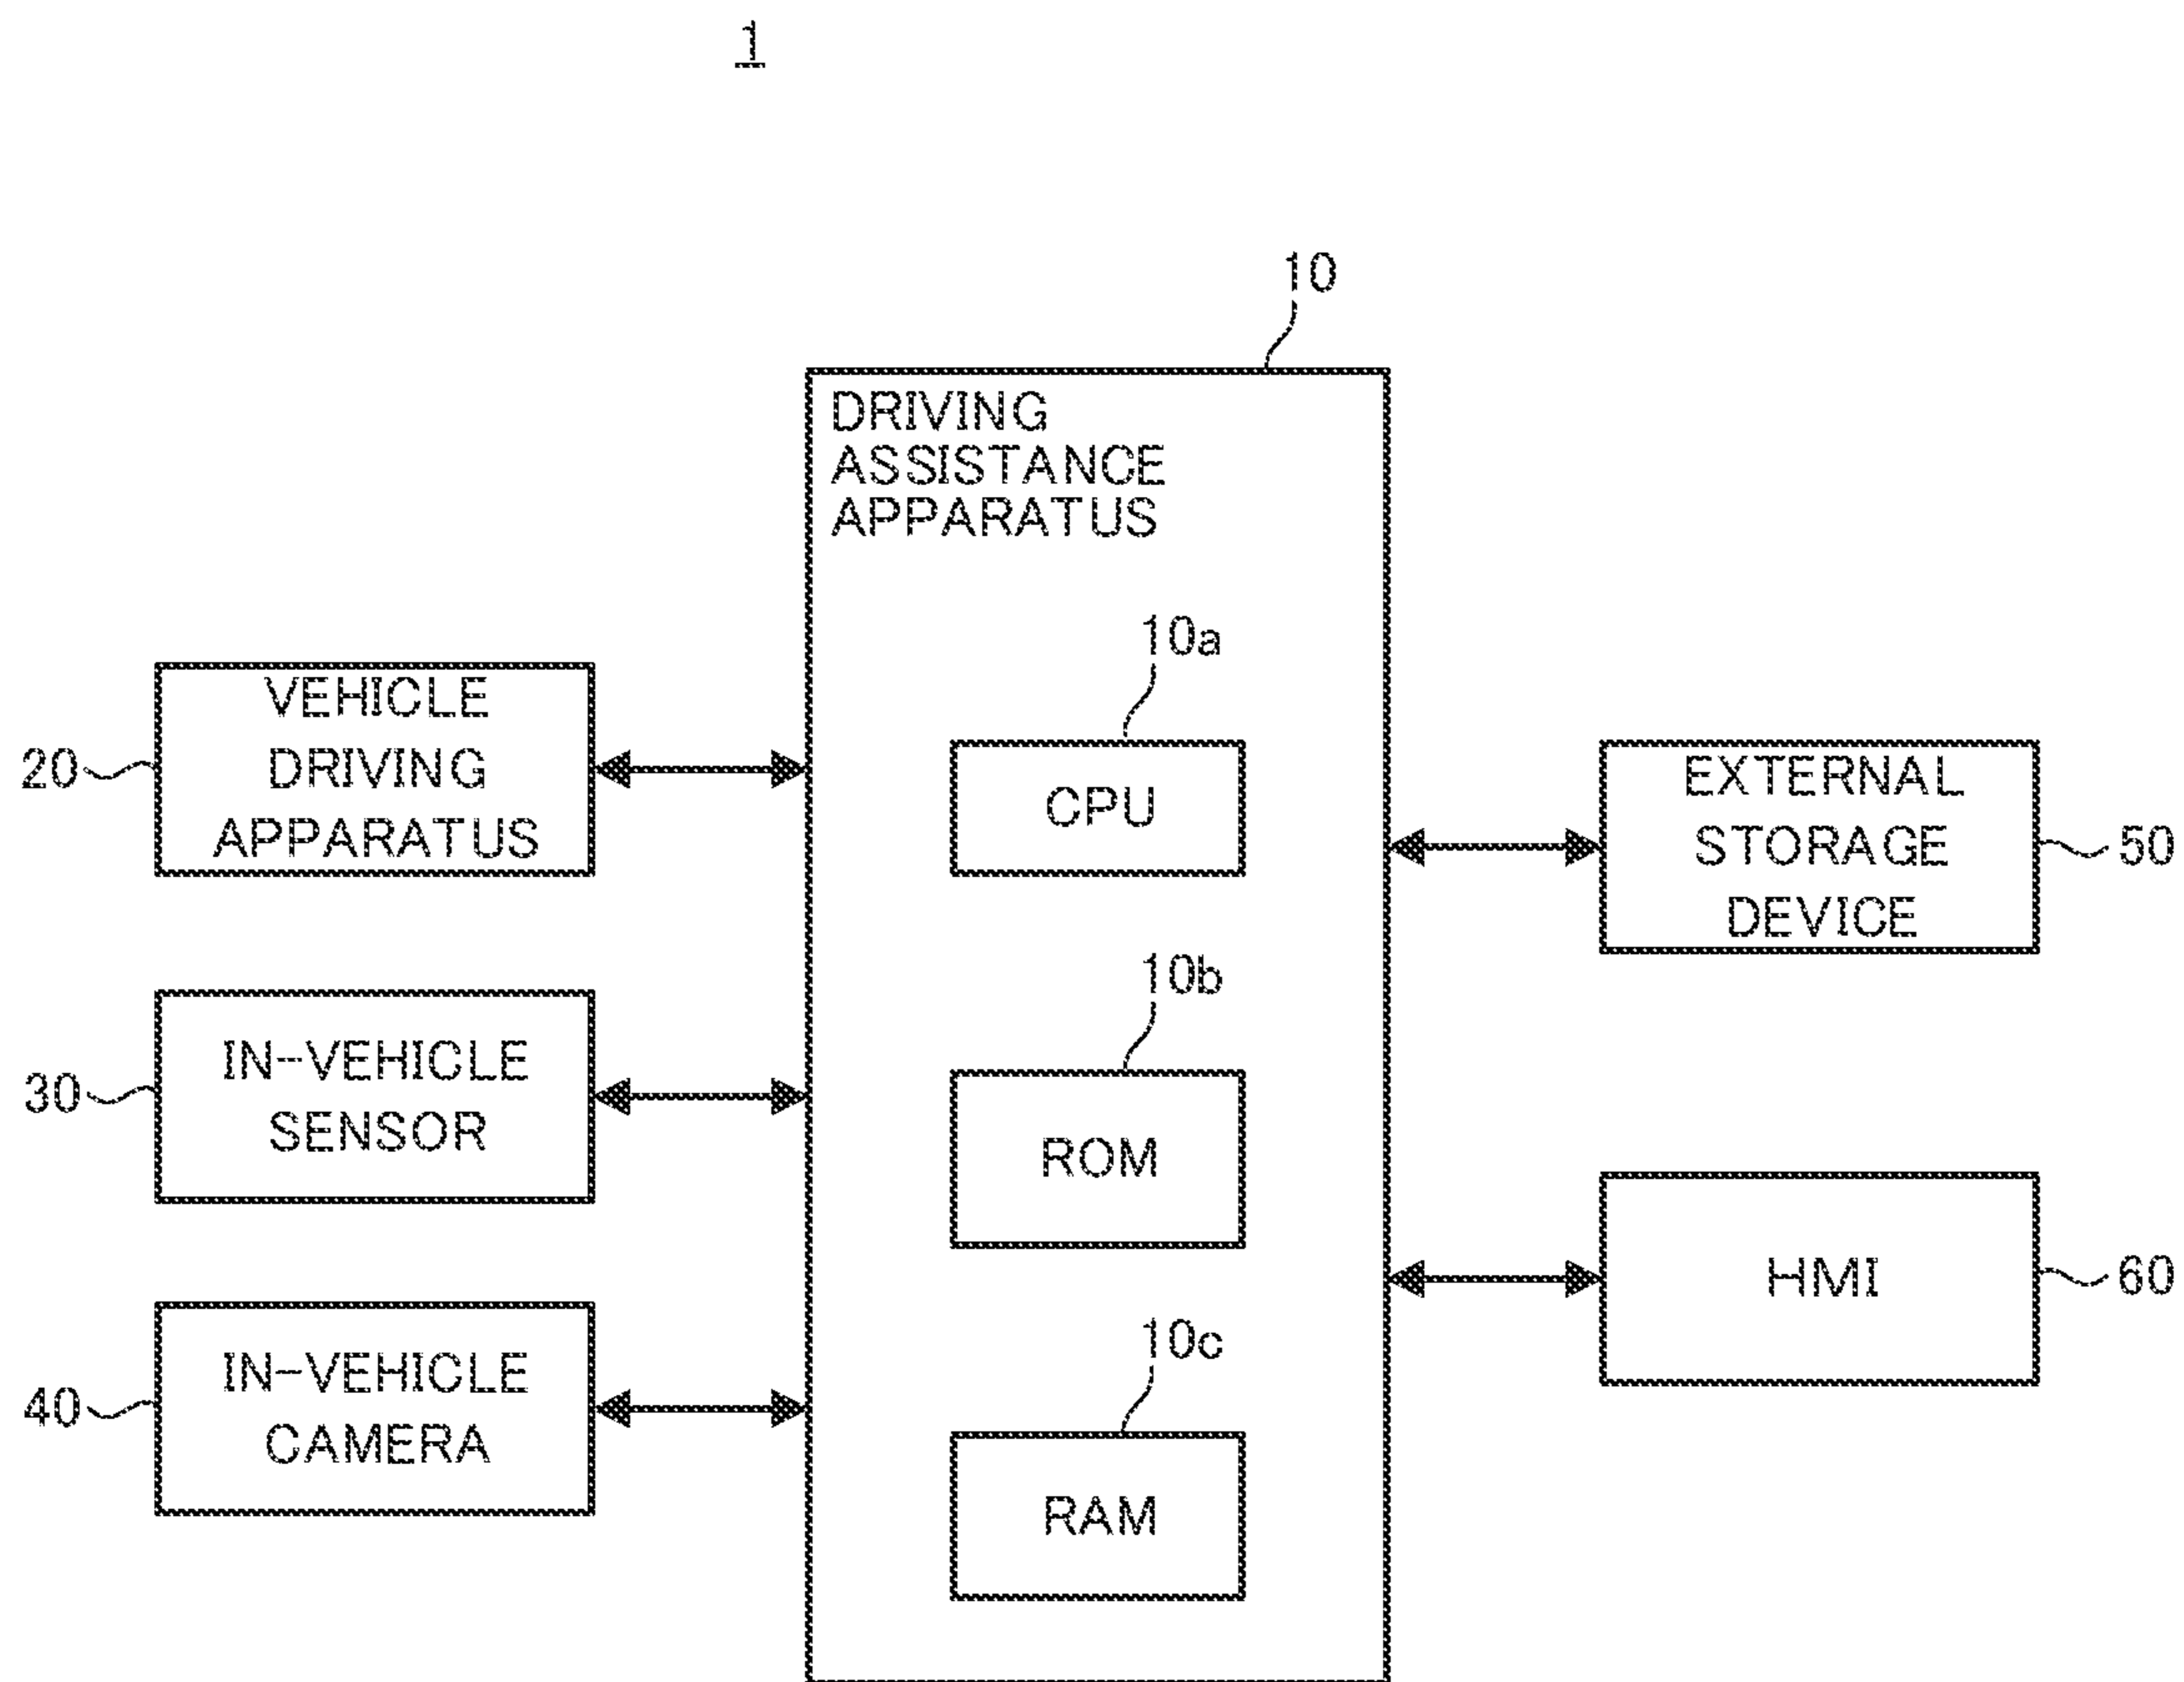 1
10
DRIVING
ASSISTANCE
APPARATUS
10a
CPU
10b
ROM
10c
RAM
20
VEHICLE
DRIVING
APPARATUS
30
IN-VEHICLE
SENSOR
40
IN-VEHICLE
CAMERA
EXTERNAL
STORAGE
DEVICE
50
HMI
60